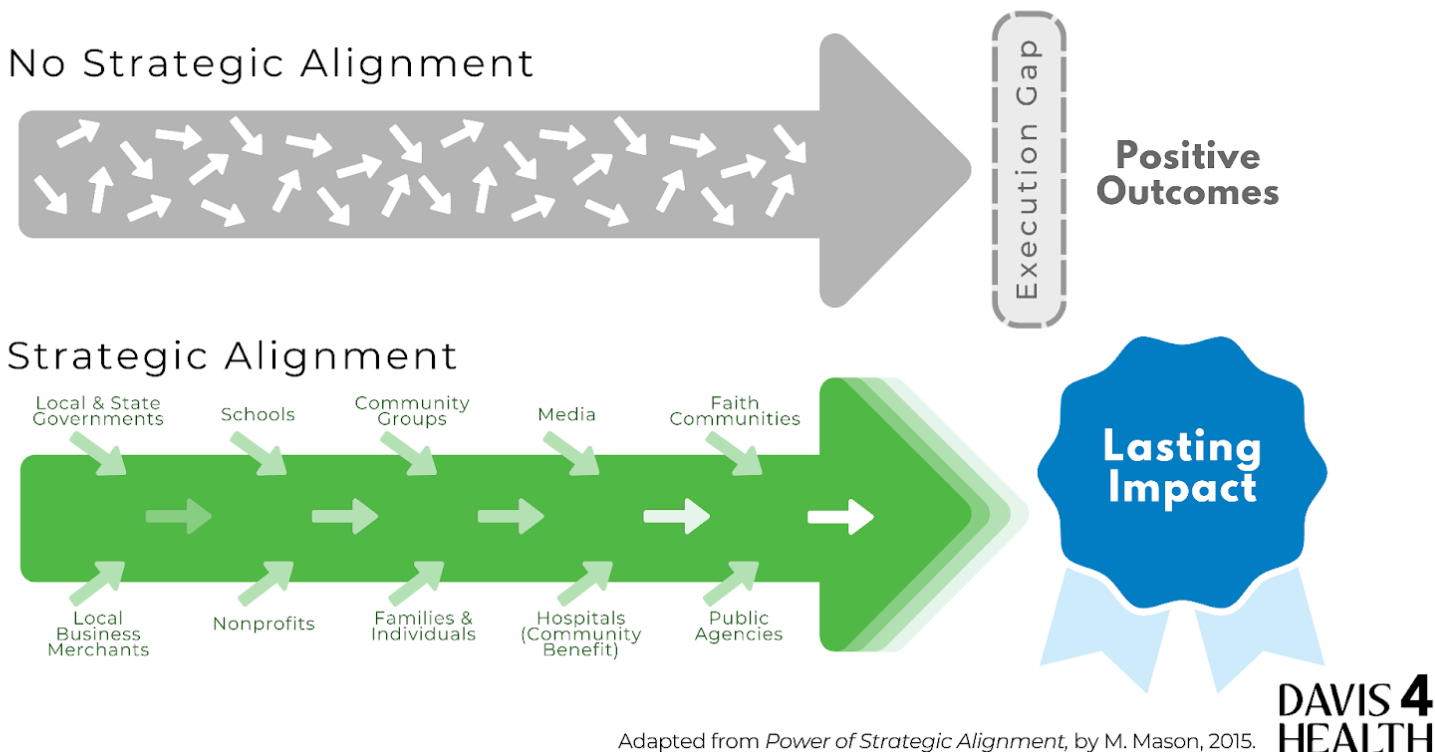 No Strategic Alignment
Execution Gap
Positive
Outcomes
Strategic Alignment
Local & State
Governments
Schools
Community
Groups
Media
Faith
Communities
Lasting
Impact
Local
Business
Merchants
Nonprofits
Families &
Individuals
Hospitals
(Community
Benefit)
Public
Agencies
DAVIS 4
HEALTH
Adapted from Power of Strategic Alignment, by M. Mason, 2015.